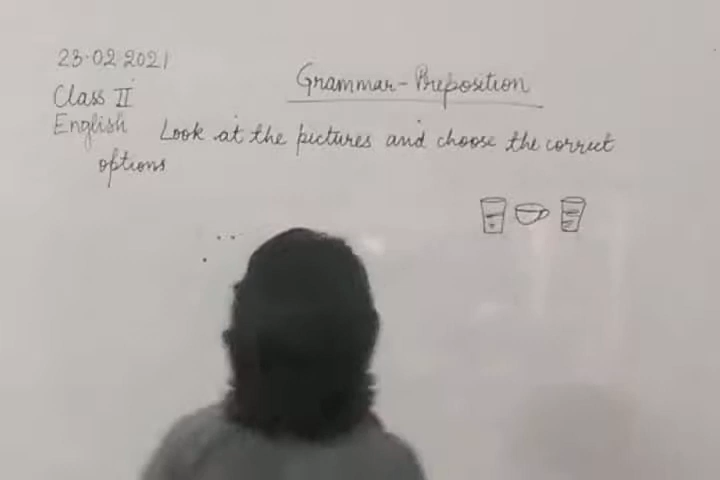 23.02.2021
Grammar-Preposition
Class II
English Look at the pictures and choose the correct
options